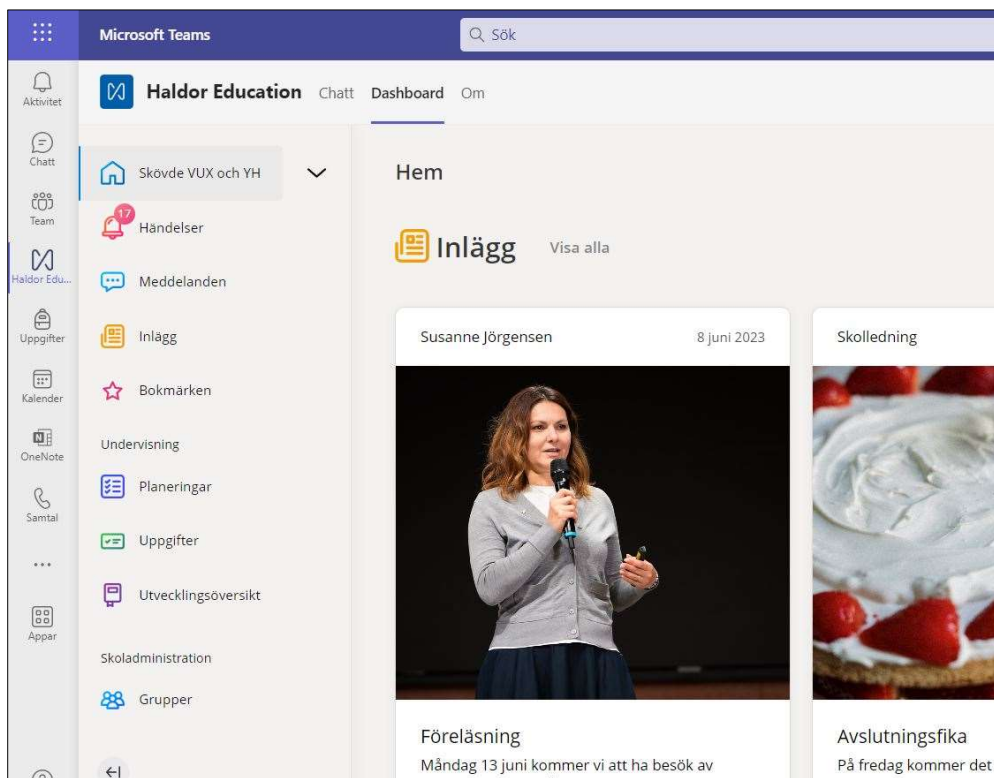 Microsoft Teams
Sök
Aktivitet
Chatt
Team
Haldor Edu...
Uppgifter
Kalender
OneNote
Samtal
Appar
Haldor Education Chatt Dashboard Om
Skövde VUX och YH
17
Händelser
Meddelanden
Inlägg
Bokmärken
Undervisning
Planeringar
Uppgifter
Utvecklingsöversikt
Skoladministration
Grupper
Hem
Inlägg Visa alla
Susanne Jörgensen 8 juni 2023
Föreläsning
Måndag 13 juni kommer vi att ha besök av
Skolledning
Avslutningsfika
På fredag kommer det